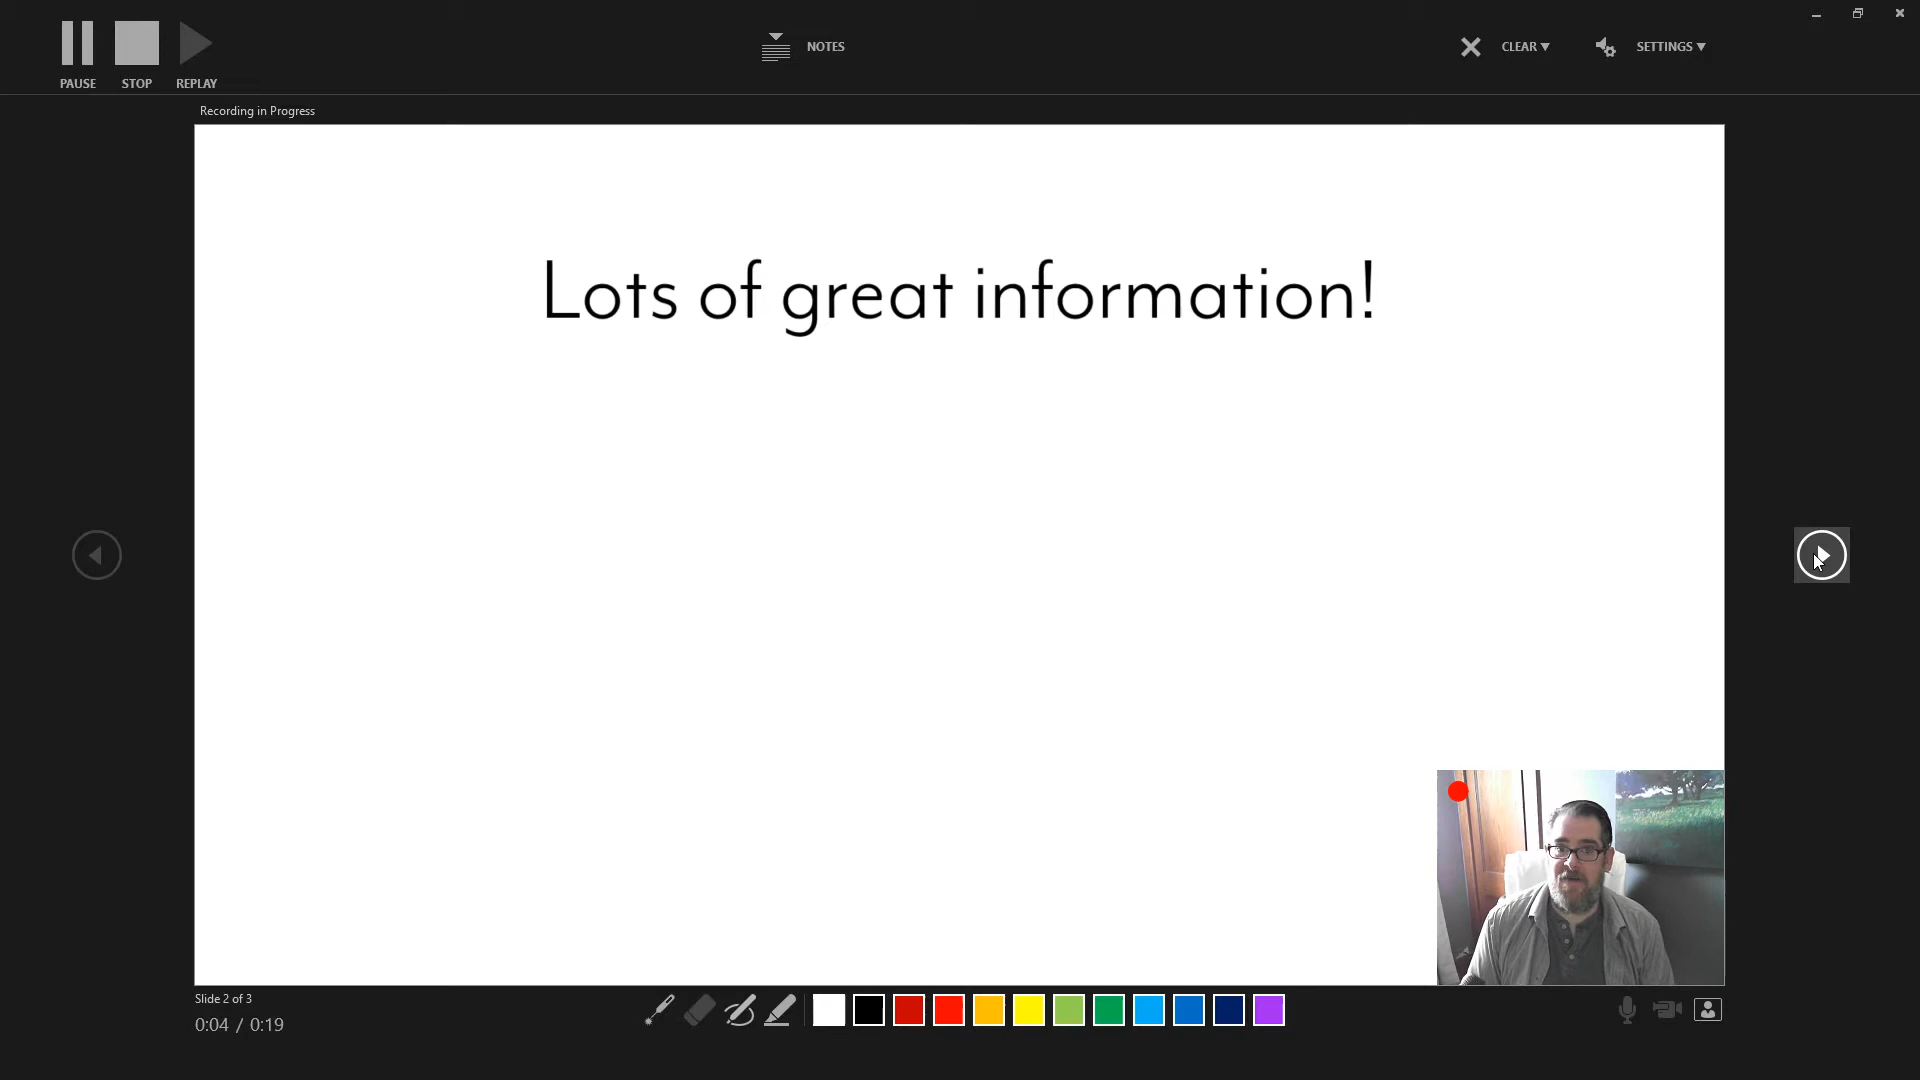 PAUSE STOP REPLAY
NOTES
CLEAR
SETTINGS
Recording in Progress
Lots of great information!
Slide 2 of 3
0:04 / 0:19